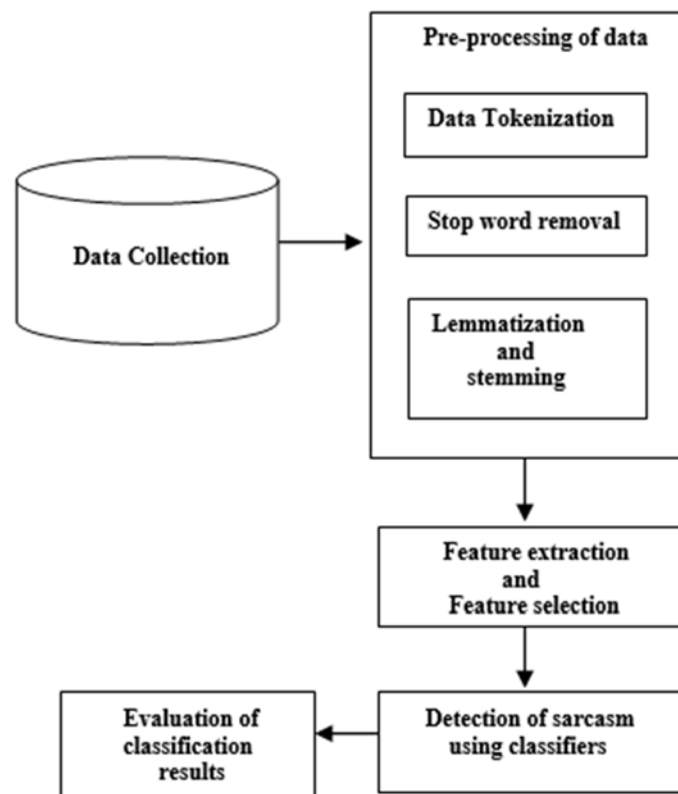 Pre-processing of data
Data Tokenization
Data Collection
Stop word removal
Lemmatization
and
stemming
Feature extraction
and
Feature selection
Detection of sarcasm
using classifiers
Evaluation of
classification
results